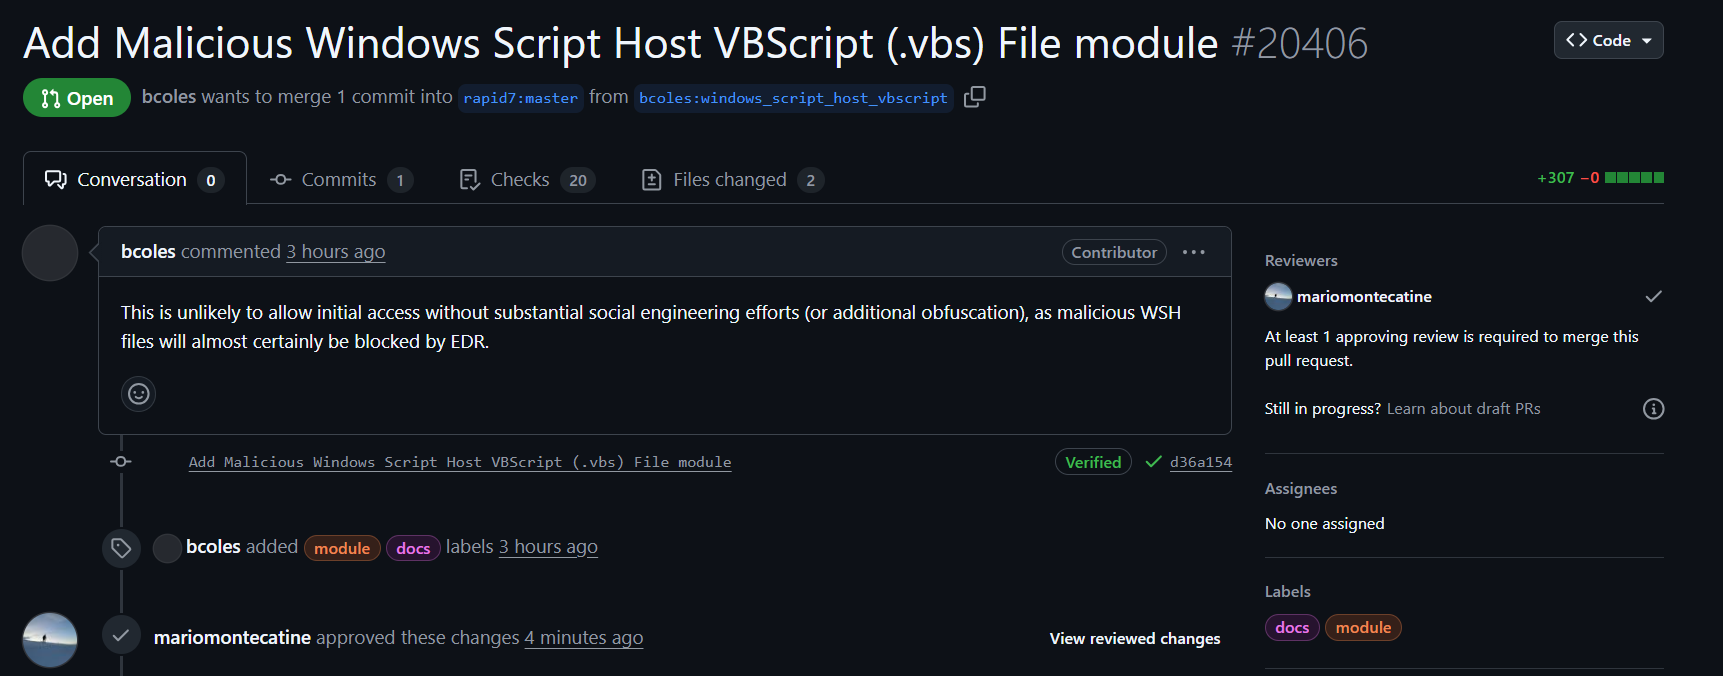 Add Malicious Windows Script Host VBScript (.vbs) File module #20406
Code
Open
bcoles wants to merge 1 commit into rapid7:master from bcoles:windows_script_host_vbscript
Conversation 0
Commits 1
Checks 20
Files changed 2
+307 −0
bcoles commented 3 hours ago
Contributor
This is unlikely to allow initial access without substantial social engineering efforts (or additional obfuscation), as malicious WSH
files will almost certainly be blocked by EDR.
Add Malicious Windows Script Host VBScript (.vbs) File module
Verified
d36a154
bcoles added module docs labels 3 hours ago
mariomontecatine approved these changes 4 minutes ago
View reviewed changes
Reviewers
mariomontecatine
At least 1 approving review is required to merge this
pull request.
Still in progress? Learn about draft PRs
Assignees
No one assigned
Labels
docs module